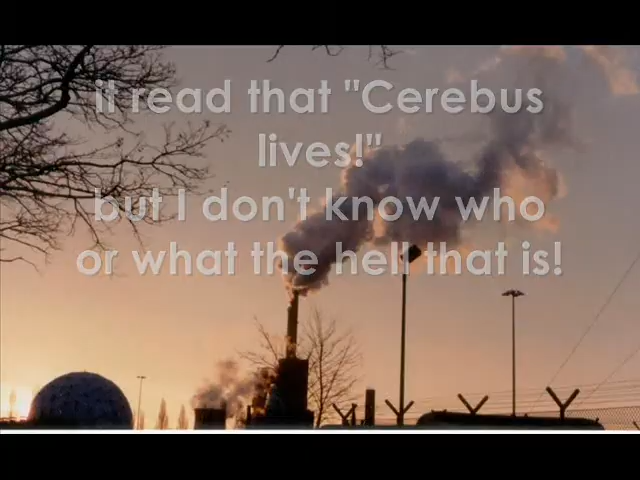 it read that "Cerebus
lives!"
but I don't know who
or what the hell that is!